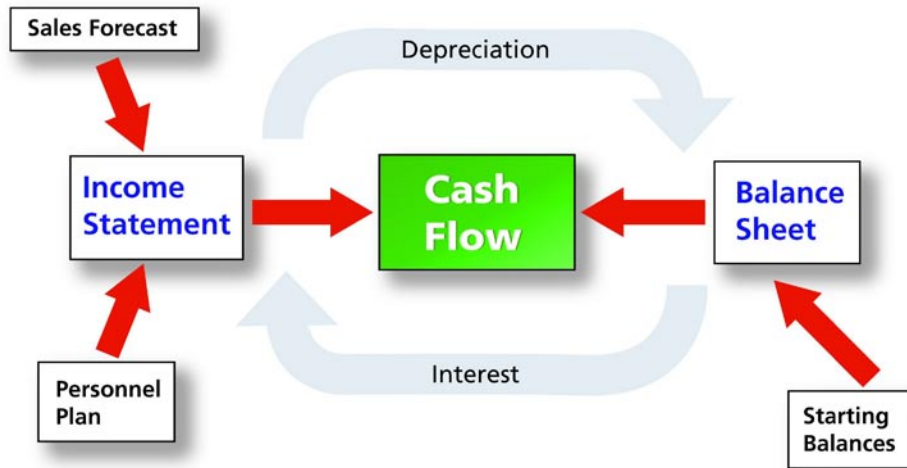 Sales Forecast
Depreciation
Income
Statement
Cash
Flow
Balance
Sheet
Interest
Personnel
Plan
Starting
Balances